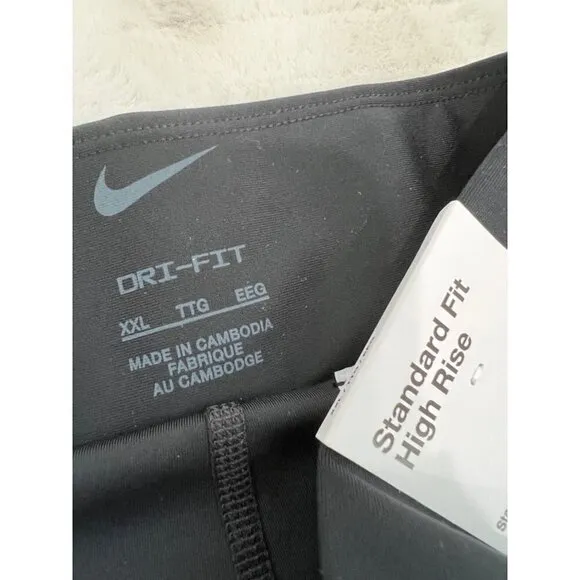 DRI-FIT
XXL TTG EEG
MADE IN CAMBODIA
FABRIQUE
AU CAMBODGE
Standard Fit
High Rise